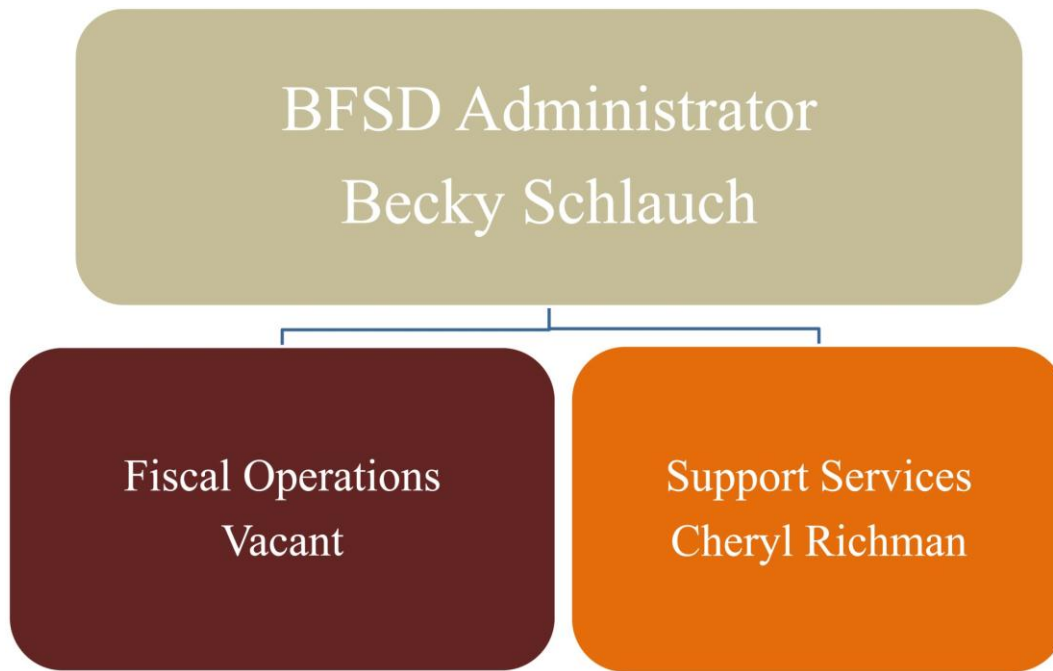 BFSD Administrator
Becky Schlauch
Fiscal Operations
Vacant
Support Services
Cheryl Richman